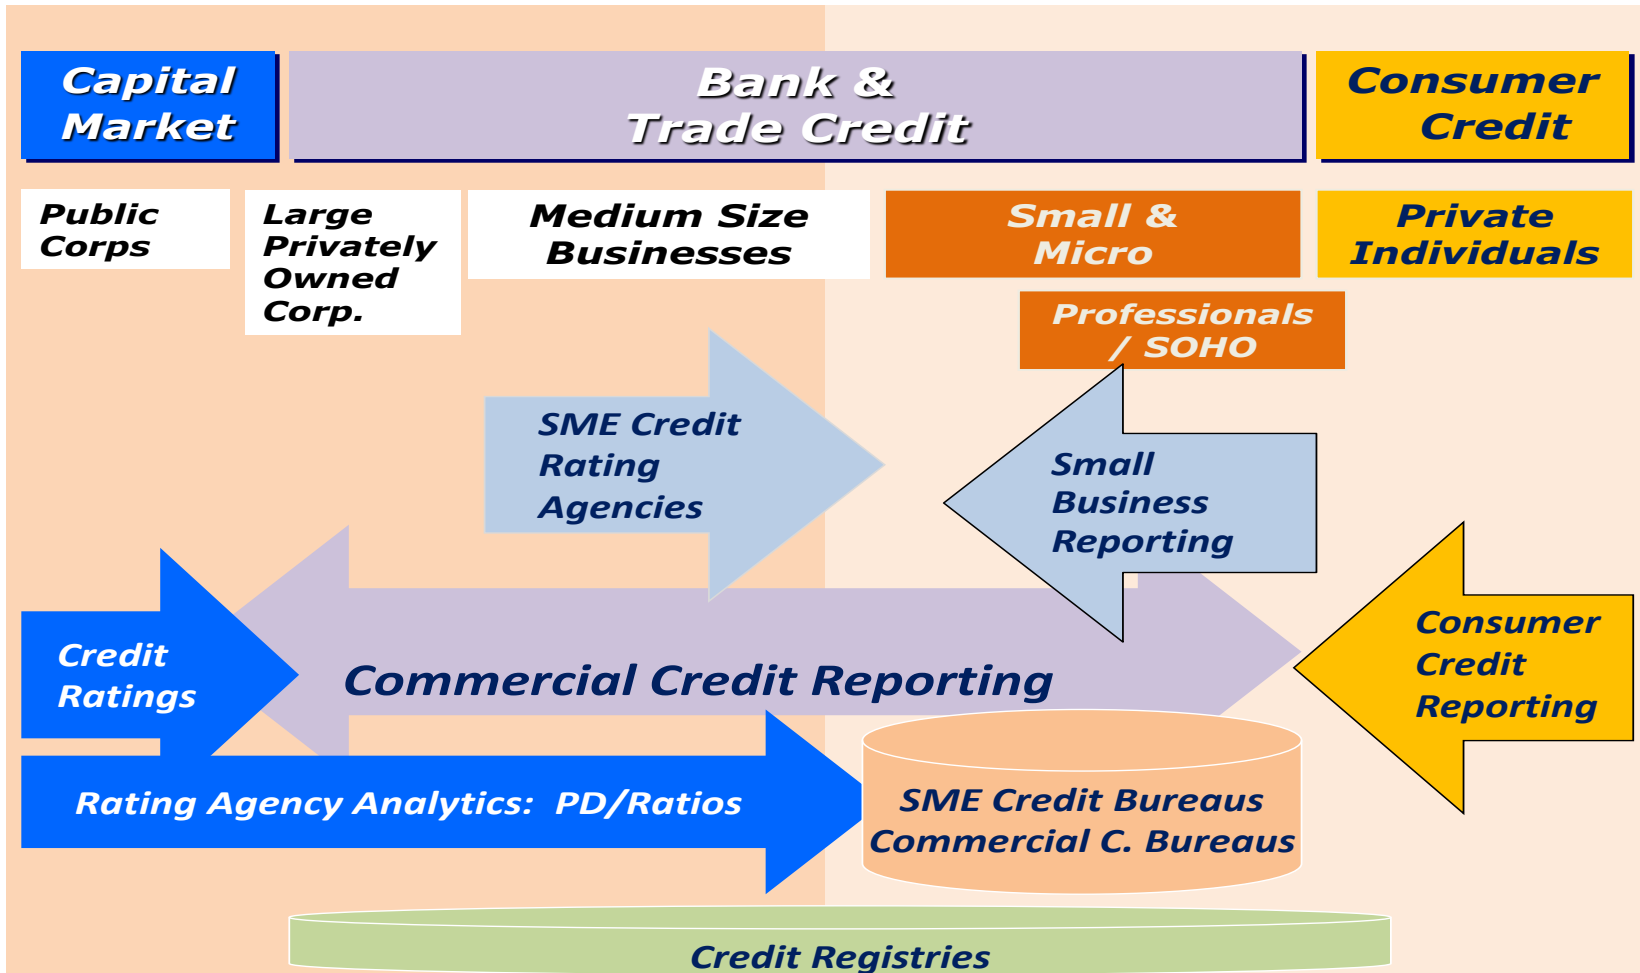 Capital
Market
Bank &
Trade Credit
Consumer
Credit
Public
Corps
Large
Privately
Owned
Corp.
Medium Size
Businesses
Small &
Micro
Private
Individuals
Professionals
/ SOHO
SME Credit
Rating
Agencies
Small
Business
Reporting
Credit
Ratings
Commercial Credit Reporting
Consumer
Credit
Reporting
Rating Agency Analytics:  PD/Ratios
SME Credit Bureaus
Commercial C. Bureaus
Credit Registries